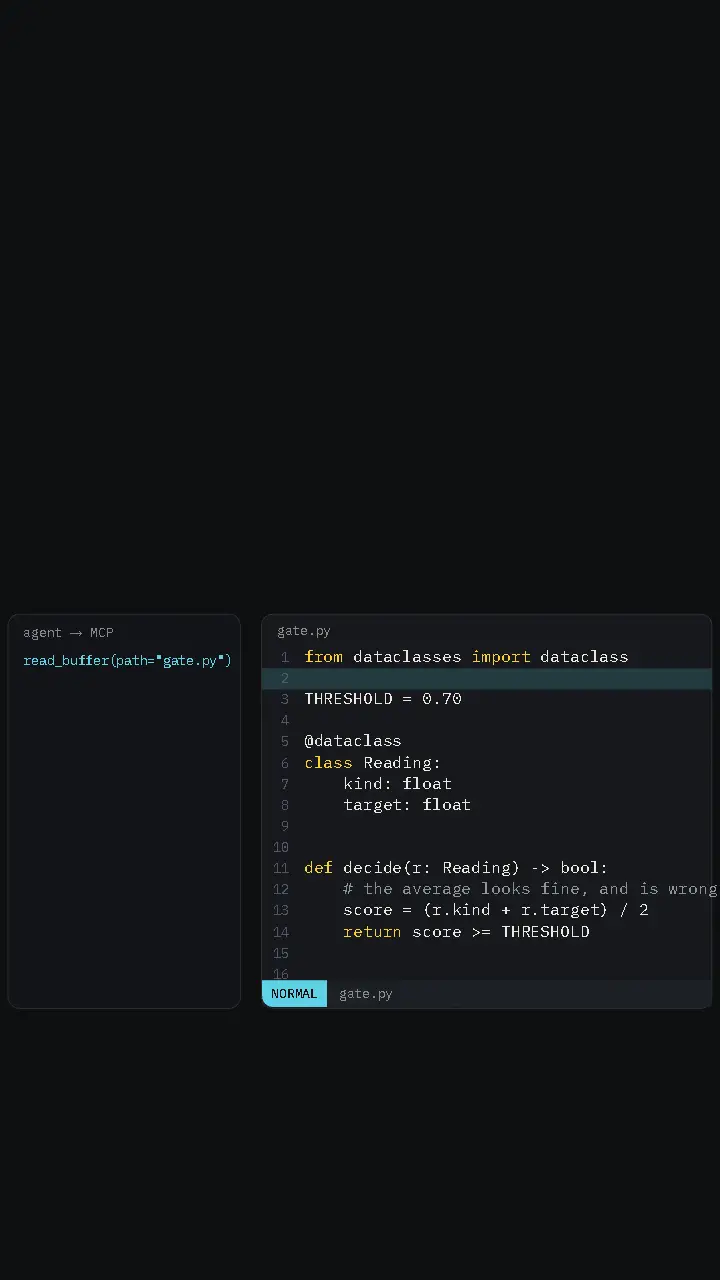 agent → MCP
read_buffer(path="gate.py")
gate.py
1 from dataclasses import dataclass
2
3 THRESHOLD = 0.70
4
5 @dataclass
6 class Reading:
7     kind: float
8     target: float
9
10
11 def decide(r: Reading) -> bool:
12     # the average looks fine, and is wrong
13     score = (r.kind + r.target) / 2
14     return score >= THRESHOLD
15
16
NORMAL gate.py